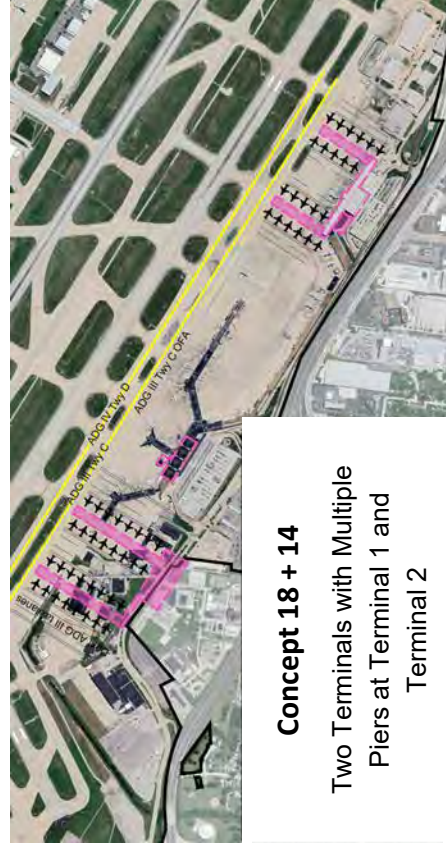 ADG IV Twy D
ADG III Twy C
ADG III Twy C OFA
ADG III taxilanes
Concept 18 + 14
Two Terminals with Multiple
Piers at Terminal 1 and
Terminal 2